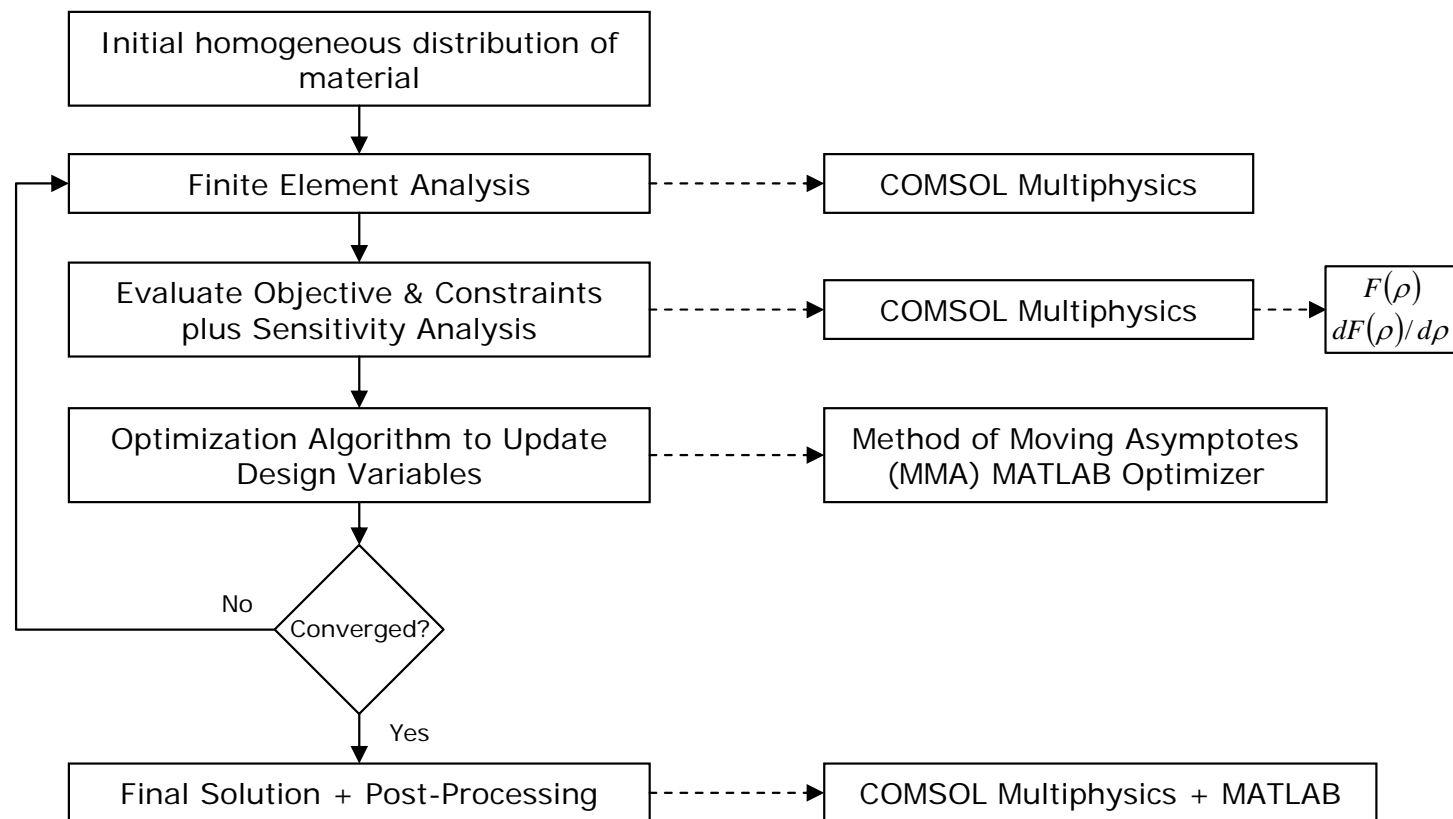 Initial homogeneous distribution of
material
Finite Element Analysis
COMSOL Multiphysics
Evaluate Objective & Constraints
plus Sensitivity Analysis
COMSOL Multiphysics
F(ρ)
dF(ρ)/dρ
Optimization Algorithm to Update
Design Variables
Method of Moving Asymptotes
(MMA) MATLAB Optimizer
No
Converged?
Yes
Final Solution + Post-Processing
COMSOL Multiphysics + MATLAB